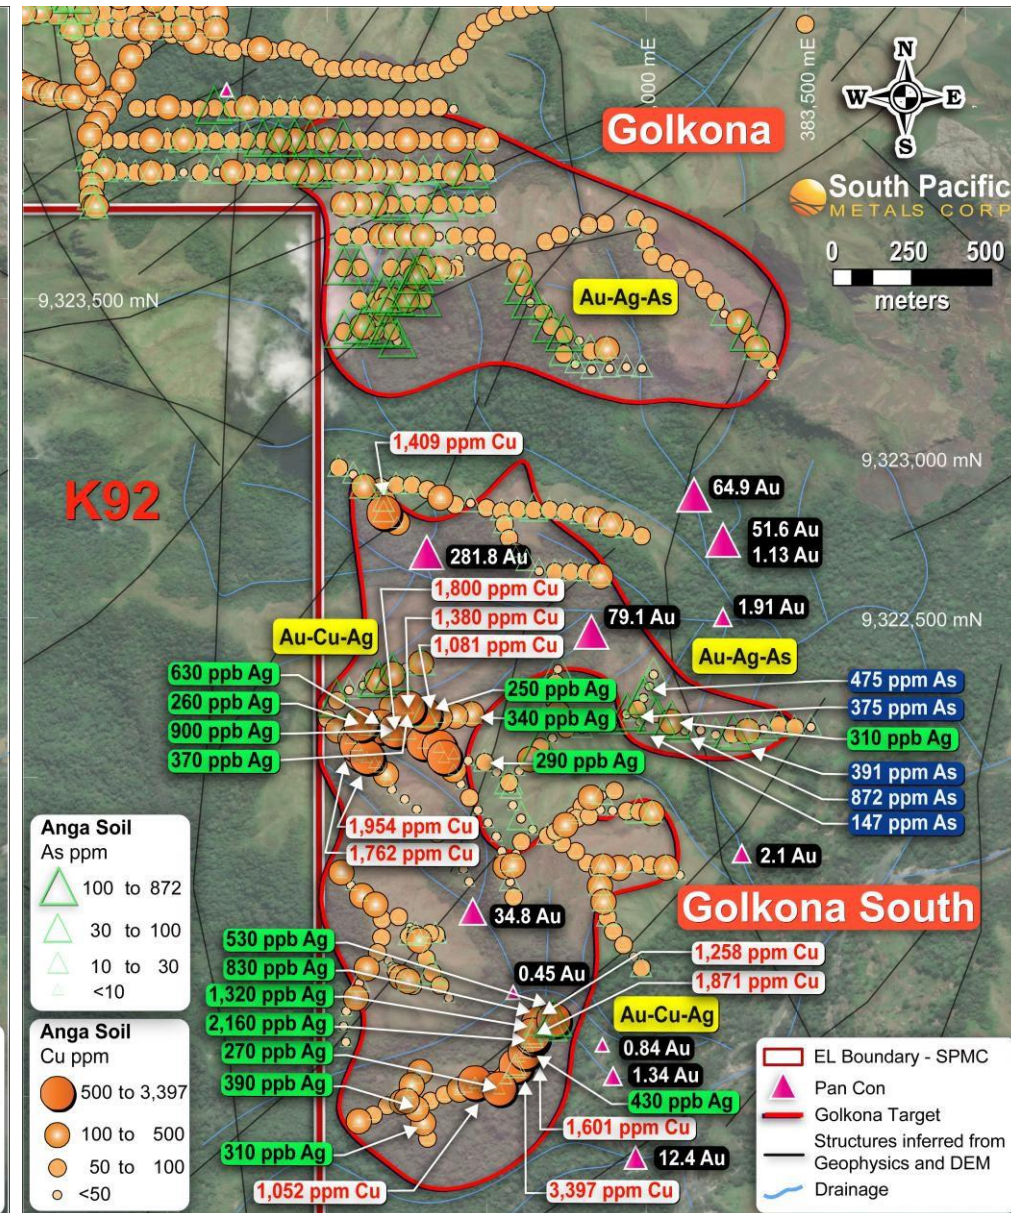 383,500 mE
,000 mE
N
W
E
S
Golkona
South Pacific
METALS CORP
0 250 500
meters
9,323,500 mN
Au-Ag-As
1,409 ppm Cu
9,323,000 mN
K92
64.9 Au
51.6 Au
1.13 Au
281.8 Au
1,800 ppm Cu
1,380 ppm Cu
1,081 ppm Cu
79.1 Au
1.91 Au
9,322,500 mN
Au-Cu-Ag
Au-Ag-As
630 ppb Ag
260 ppb Ag
900 ppb Ag
370 ppb Ag
250 ppb Ag
340 ppb Ag
290 ppb Ag
475 ppm As
375 ppm As
310 ppb Ag
391 ppm As
872 ppm As
147 ppm As
1,954 ppm Cu
1,762 ppm Cu
2.1 Au
Golkona South
34.8 Au
530 ppb Ag
830 ppb Ag
1,320 ppb Ag
2,160 ppb Ag
270 ppb Ag
390 ppb Ag
310 ppb Ag
0.45 Au
1,258 ppm Cu
1,871 ppm Cu
Au-Cu-Ag
0.84 Au
1.34 Au
430 ppb Ag
1,601 ppm Cu
12.4 Au
1,052 ppm Cu
3,397 ppm Cu
Anga Soil
As ppm
100 to 872
30 to 100
10 to 30
<10
Anga Soil
Cu ppm
500 to 3,397
100 to 500
50 to 100
<50
EL Boundary - SPMC
Pan Con
Golkona Target
Structures inferred from
Geophysics and DEM
Drainage